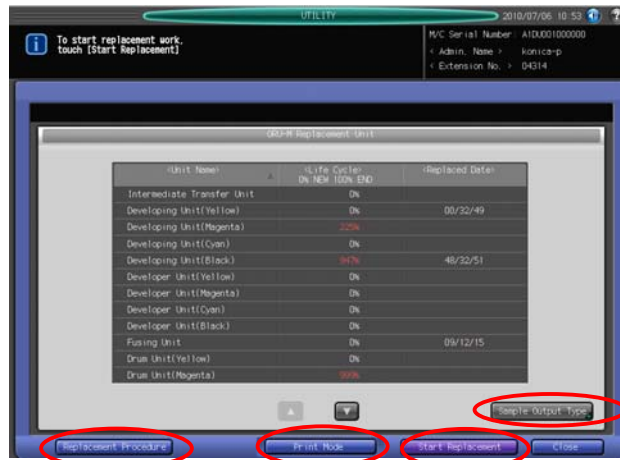 UTILITY
2010/07/06 10:53
To start replacement work,
touch [Start Replacement]
M/C Serial Number: A1DU001000000
< Admin. Name > konica-p
< Extension No. > 04314
ORU-M Replacement Unit
<Unit Name> <Life Cycle> <Replaced Date>
0% NEW 100% END
Intermediate Transfer Unit 0%
Developing Unit(Yellow) 0% 00/32/49
Developing Unit(Magenta) 225%
Developing Unit(Cyan) 0%
Developing Unit(Black) 947% 48/32/51
Developer Unit(Yellow) 0%
Developer Unit(Magenta) 0%
Developer Unit(Cyan) 0%
Developer Unit(Black) 0%
Fusing Unit 0% 09/12/15
Drum Unit(Yellow) 0%
Drum Unit(Magenta) 999%
Sample Output Type
Replacement Procedure Print Mode Start Replacement Close